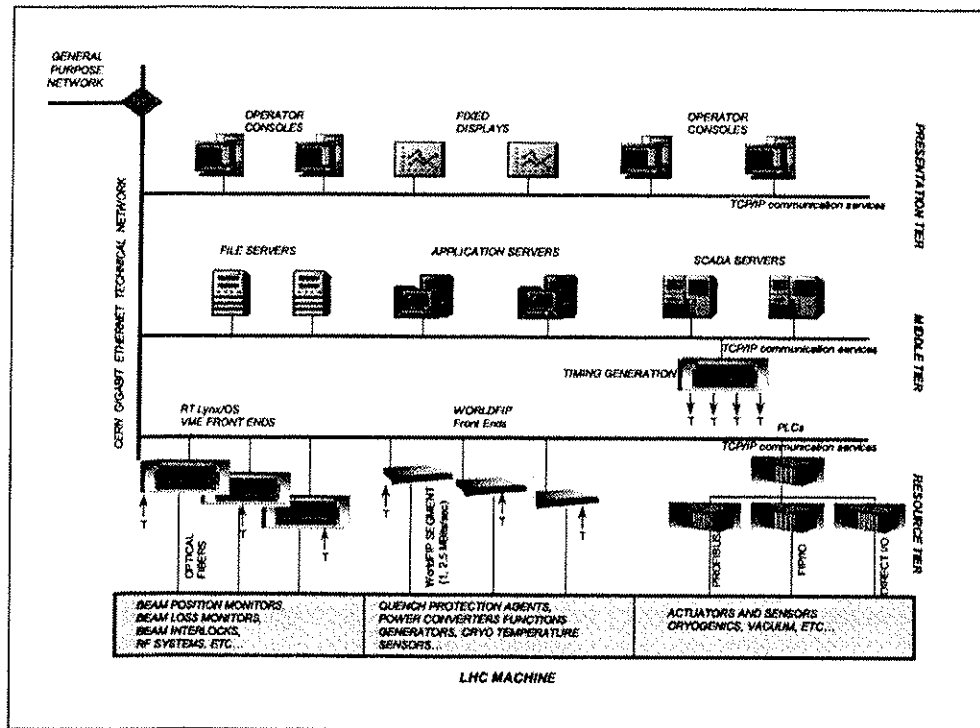 GENERAL
PURPOSE
NETWORK
OPERATOR
CONSOLES
FIXED
DISPLAYS
OPERATOR
CONSOLES
TCP/IP communication services
PRESENTATION TIER
CERN GIGABIT ETHERNET TECHNICAL NETWORK
FILE SERVERS
APPLICATION SERVERS
SCADA SERVERS
TCP/IP communication services
MIDDLE TIER
TIMING GENERATION
T T T T
RT Lynx/OS
VME FRONT ENDS
WORLDFIP
Front Ends
PLCs
TCP/IP communication services
RESOURCE TIER
T
T
T
T
T
T
OPTICAL
FIBERS
WorldFIP SEGMENT
(1, 2.5 MBits/sec)
PROFIBUS
FIP/IO
DIRECT I/O
BEAM POSITION MONITORS,
BEAM LOSS MONITORS,
BEAM INTERLOCKS,
RF SYSTEMS, ETC...
QUENCH PROTECTION AGENTS,
POWER CONVERTERS FUNCTIONS
GENERATORS, CRYO TEMPERATURE
SENSORS...
ACTUATORS AND SENSORS
CRYOGENICS, VACUUM, ETC...
LHC MACHINE